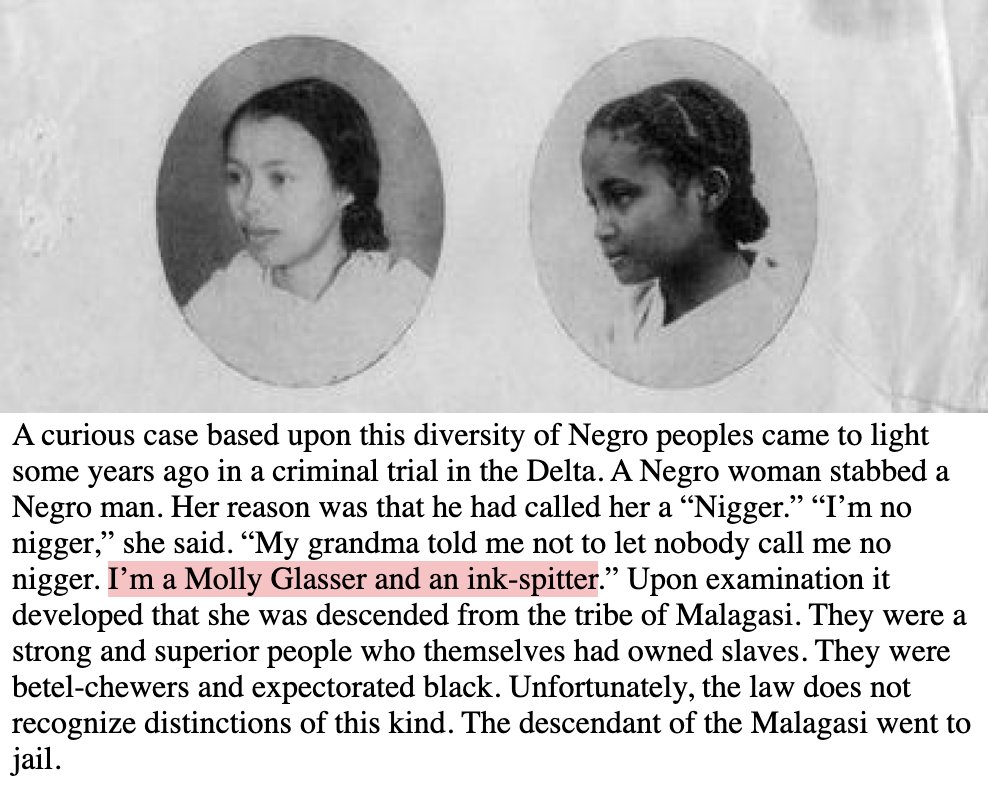 A curious case based upon this diversity of Negro peoples came to light
some years ago in a criminal trial in the Delta. A Negro woman stabbed a
Negro man. Her reason was that he had called her a “Nigger.” “I’m no
nigger,” she said. “My grandma told me not to let nobody call me no
nigger. I’m a Molly Glasser and an ink-spitter.” Upon examination it
developed that she was descended from the tribe of Malagasi. They were a
strong and superior people who themselves had owned slaves. They were
betel-chewers and expectorated black. Unfortunately, the law does not
recognize distinctions of this kind. The descendant of the Malagasi went to
jail.